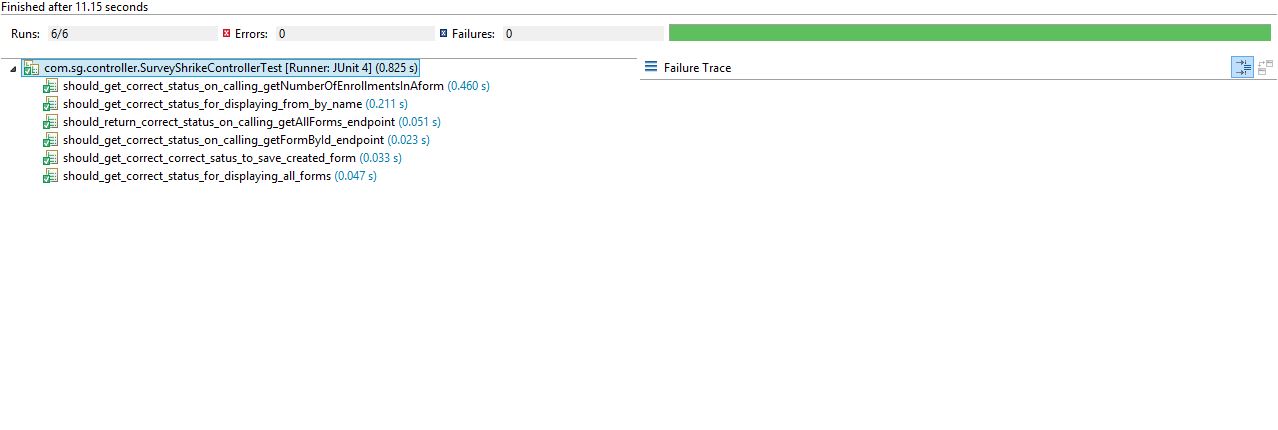 Finished after 11.15 seconds
Runs: 6/6 Errors: 0 Failures: 0
com.sg.controller.SurveyShrikeControllerTest [Runner: JUnit 4] (0.825 s)
Failure Trace
should_get_correct_status_on_calling_getNumberOfEnrollmentsInAform (0.460 s)
should_get_correct_status_for_displaying_from_by_name (0.211 s)
should_return_correct_status_on_calling_getAllForms_endpoint (0.051 s)
should_get_correct_status_on_calling_getFormById_endpoint (0.023 s)
should_get_correct_correct_satus_to_save_created_form (0.033 s)
should_get_correct_status_for_displaying_all_forms (0.047 s)